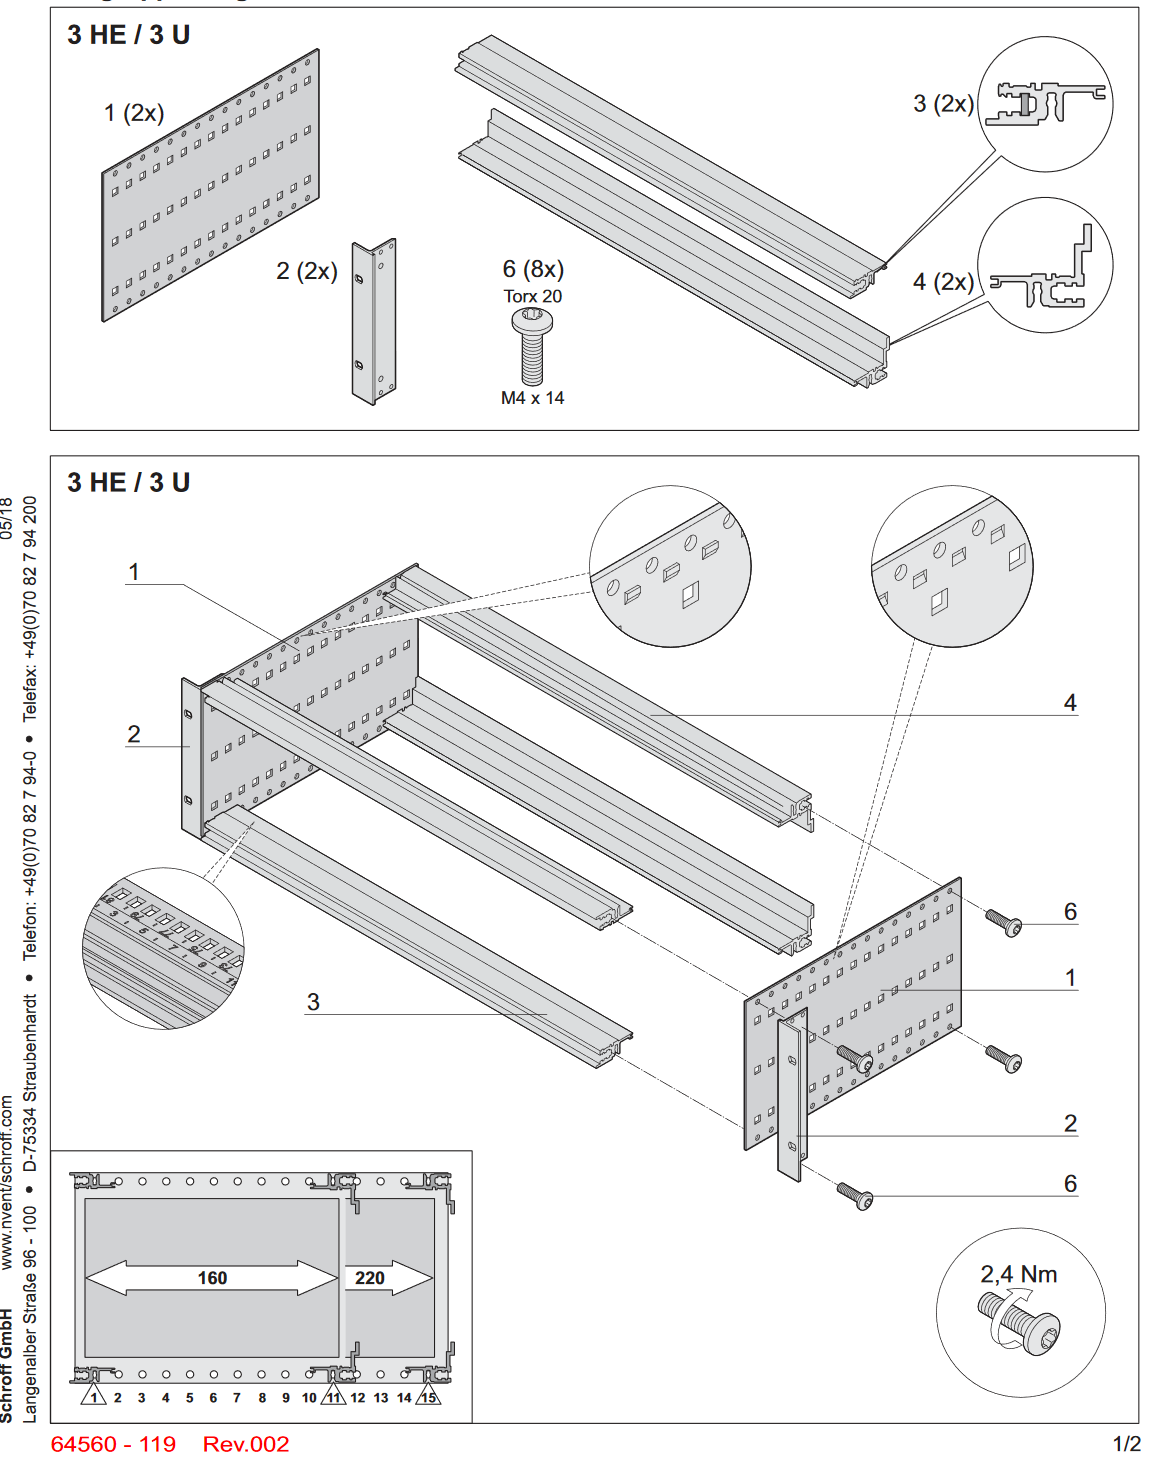 3 HE / 3 U
1 (2x)
2 (2x)
6 (8x)
Torx 20
M4 x 14
3 (2x)
4 (2x)
3 HE / 3 U
1
2
4
6
1
3
2
6
2,4 Nm
160
220
1 2 3 4 5 6 7 8 9 10 11 12 13 14 15
64560 - 119 Rev.002
1/2
Schroff GmbH www.nvent/schroff.com 05/18
Langenalber Straße 96 - 100 • D-75334 Straubenhardt • Telefon: +49(0)70 82 7 94-0 • Telefax: +49(0)70 82 7 94 200